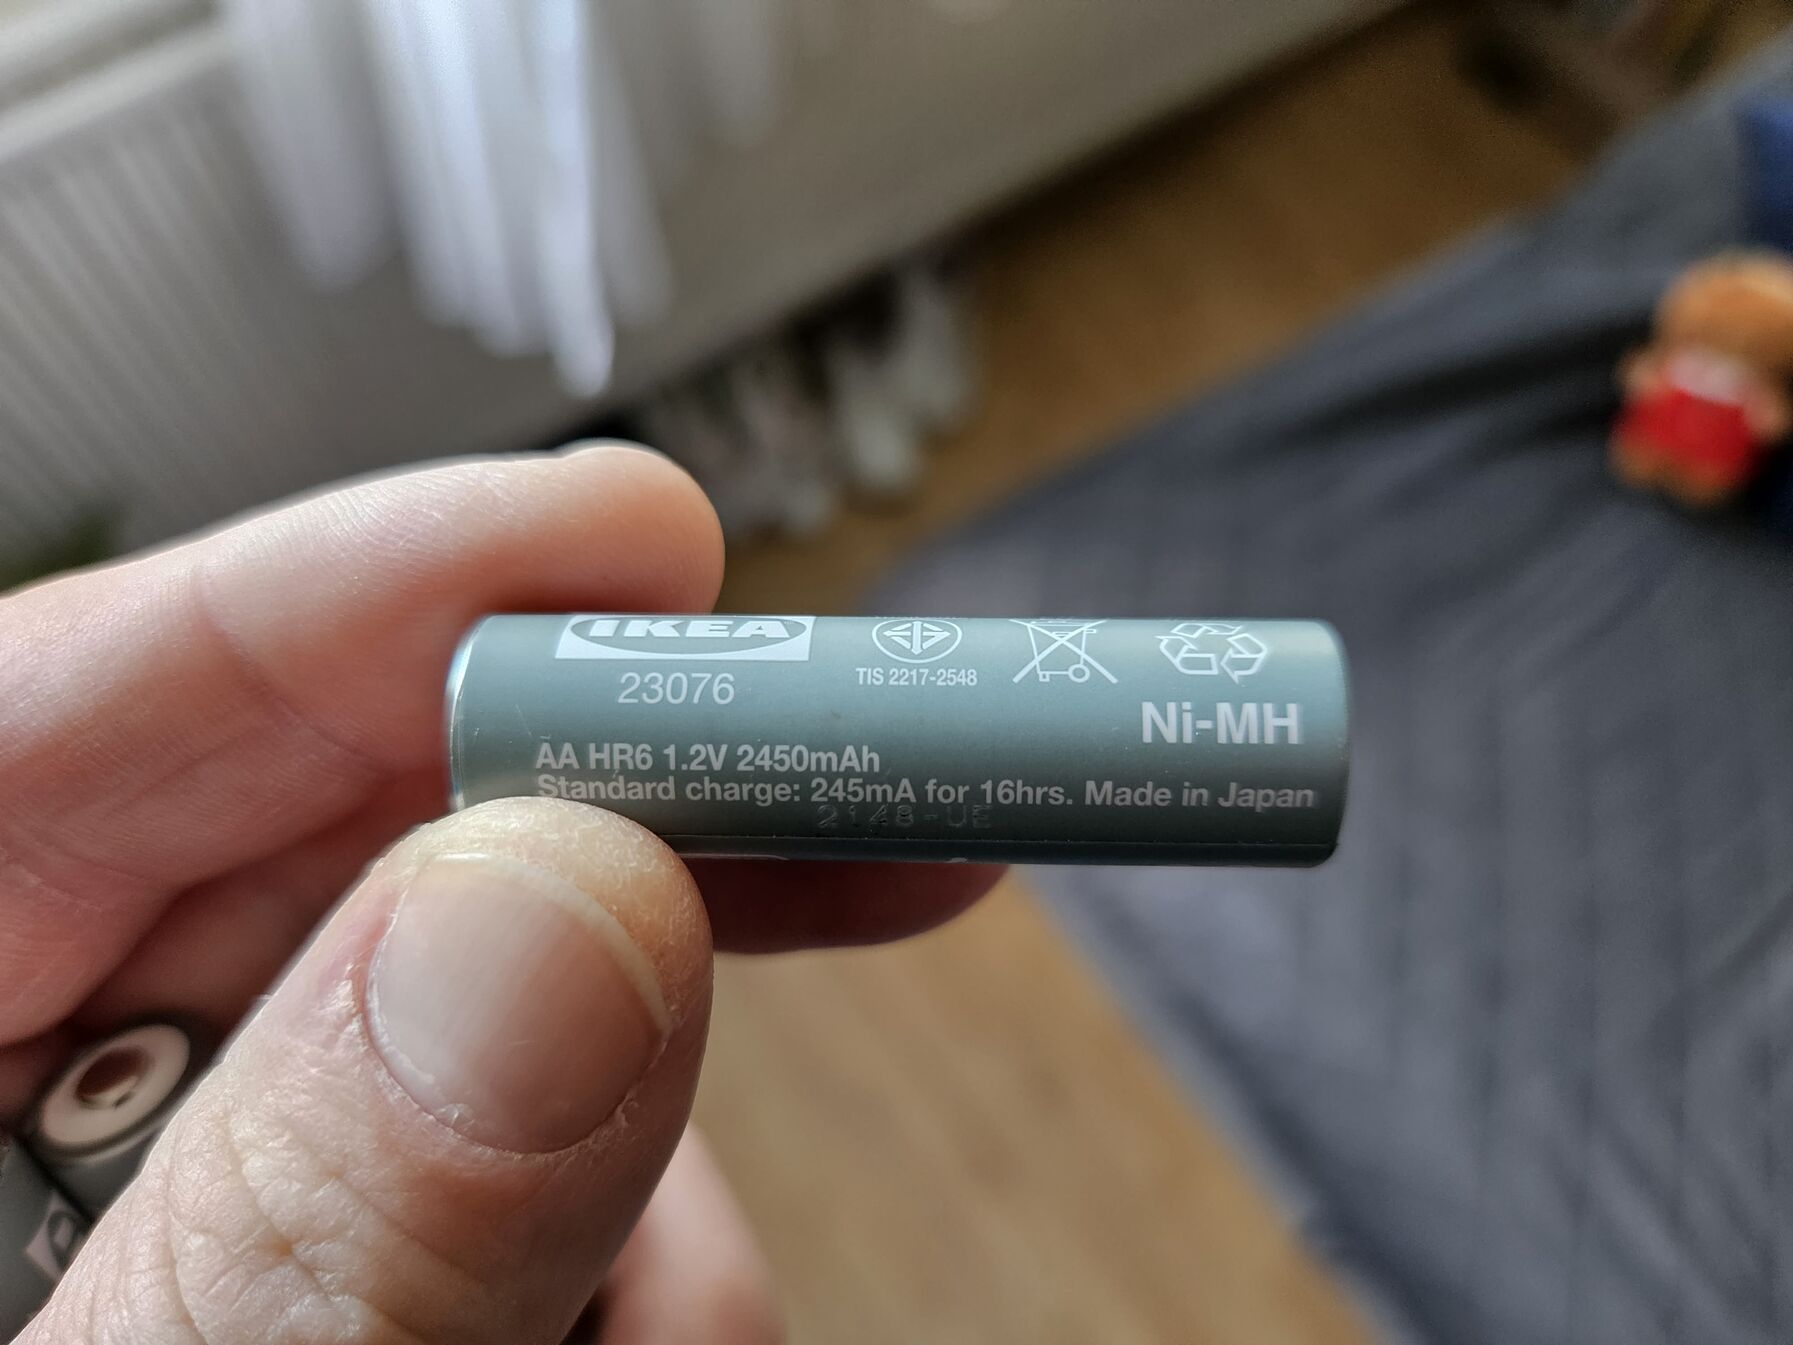 IKEA
23076
TIS 2217-2548
Ni-MH
AA HR6 1.2V 2450mAh
Standard charge: 245mA for 16hrs. Made in Japan